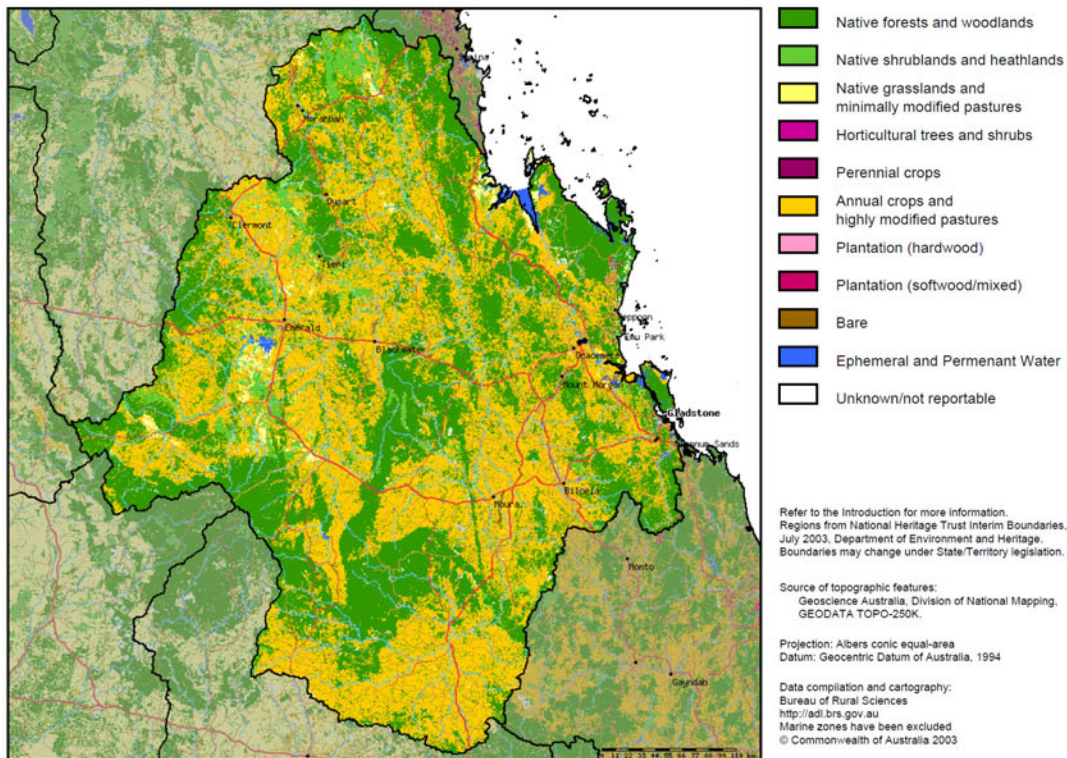 Native forests and woodlands
Native shrublands and heathlands
Native grasslands and
minimally modified pastures
Horticultural trees and shrubs
Perennial crops
Annual crops and
highly modified pastures
Plantation (hardwood)
Plantation (softwood/mixed)
Bare
Ephemeral and Permenant Water
Unknown/not reportable
Moranbah
Dysart
Clermont
Tieri
Emerald
Blackwater
Emu Park
Mount Morgan
Gladstone
Moura
Biloela
Monto
Gayndah
Refer to the Introduction for more information.
Regions from National Heritage Trust Interim Boundaries,
July 2003, Department of Environment and Heritage.
Boundaries may change under State/Territory legislation.
Source of topographic features:
Geoscience Australia, Division of National Mapping,
GEODATA TOPO-250K.
Projection: Albers conic equal-area
Datum: Geocentric Datum of Australia, 1994
Data compilation and cartography:
Bureau of Rural Sciences
http://adl.brs.gov.au
Marine zones have been excluded
© Commonwealth of Australia 2003